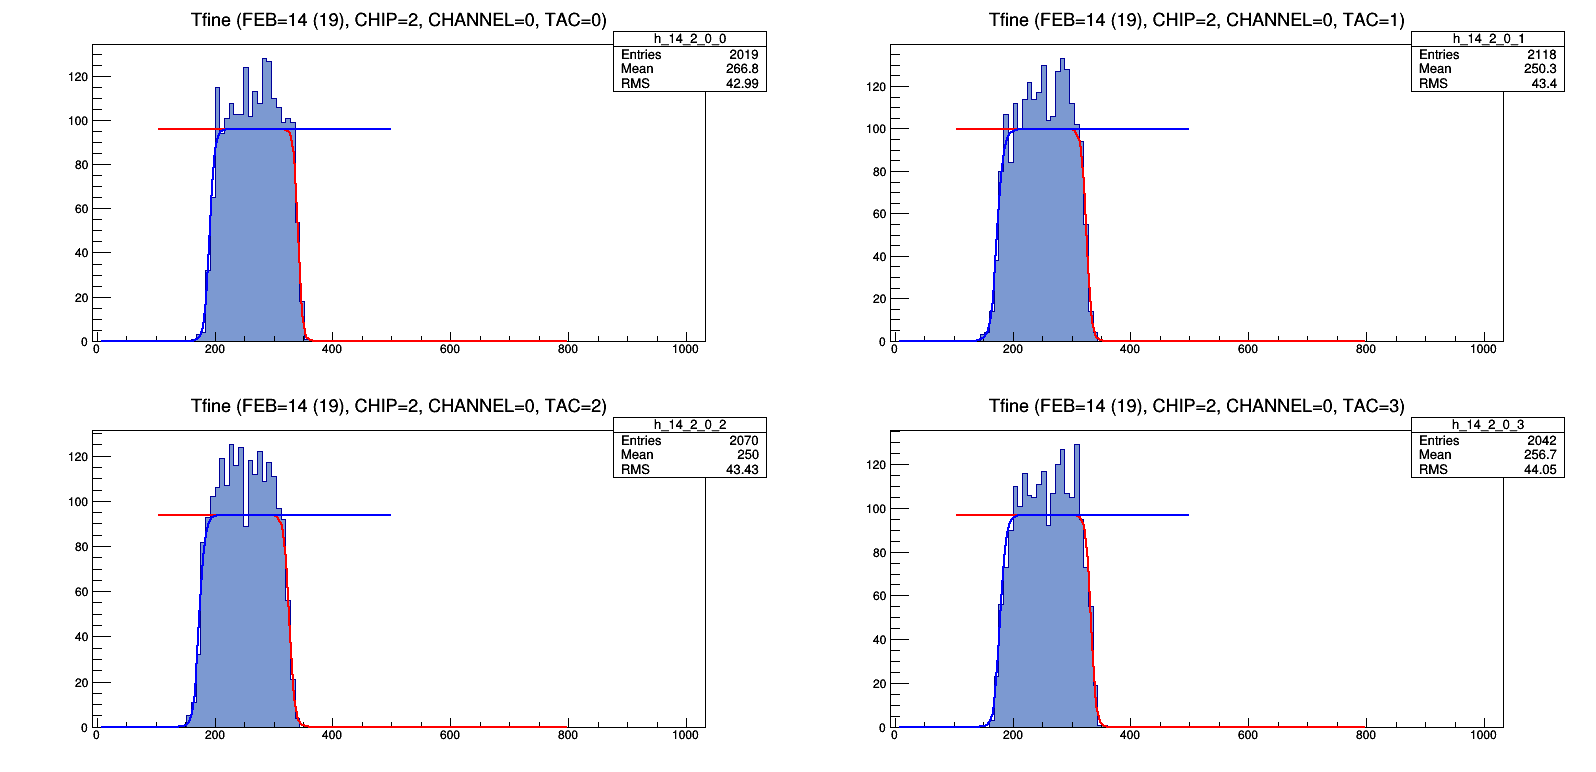 Tfine (FEB=14 (19), CHIP=2, CHANNEL=0, TAC=0)
h_14_2_0_0
Entries 2019
Mean 266.8
RMS 42.99
120
100
80
60
40
20
0
0 200 400 600 800 1000
Tfine (FEB=14 (19), CHIP=2, CHANNEL=0, TAC=1)
h_14_2_0_1
Entries 2118
Mean 250.3
RMS 43.4
120
100
80
60
40
20
0
0 200 400 600 800 1000
Tfine (FEB=14 (19), CHIP=2, CHANNEL=0, TAC=2)
h_14_2_0_2
Entries 2070
Mean 250
RMS 43.43
120
100
80
60
40
20
0
0 200 400 600 800 1000
Tfine (FEB=14 (19), CHIP=2, CHANNEL=0, TAC=3)
h_14_2_0_3
Entries 2042
Mean 256.7
RMS 44.05
120
100
80
60
40
20
0
0 200 400 600 800 1000